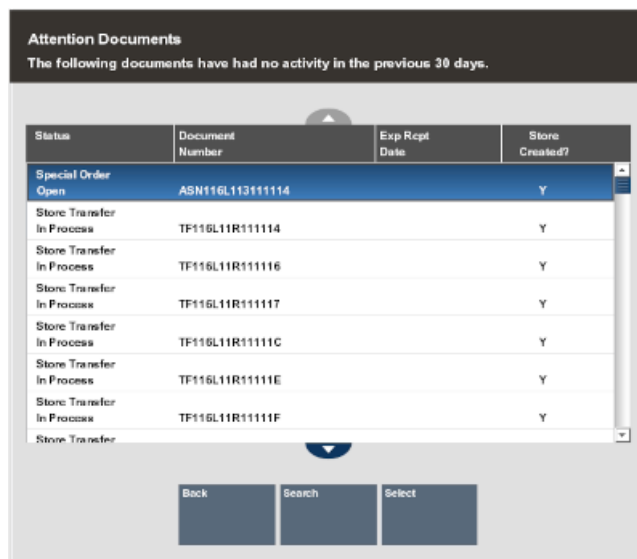 Attention Documents
The following documents have had no activity in the previous 30 days.
Status Document Number Exp Rcpt Date Store Created?
Special Order
Open ASN116L113111114 Y
Store Transfer
In Process TF116L11R111114 Y
Store Transfer
In Process TF116L11R111116 Y
Store Transfer
In Process TF116L11R111117 Y
Store Transfer
In Process TF116L11R11111C Y
Store Transfer
In Process TF116L11R11111E Y
Store Transfer
In Process TF116L11R11111F Y
Store Transfer
Back Search Select